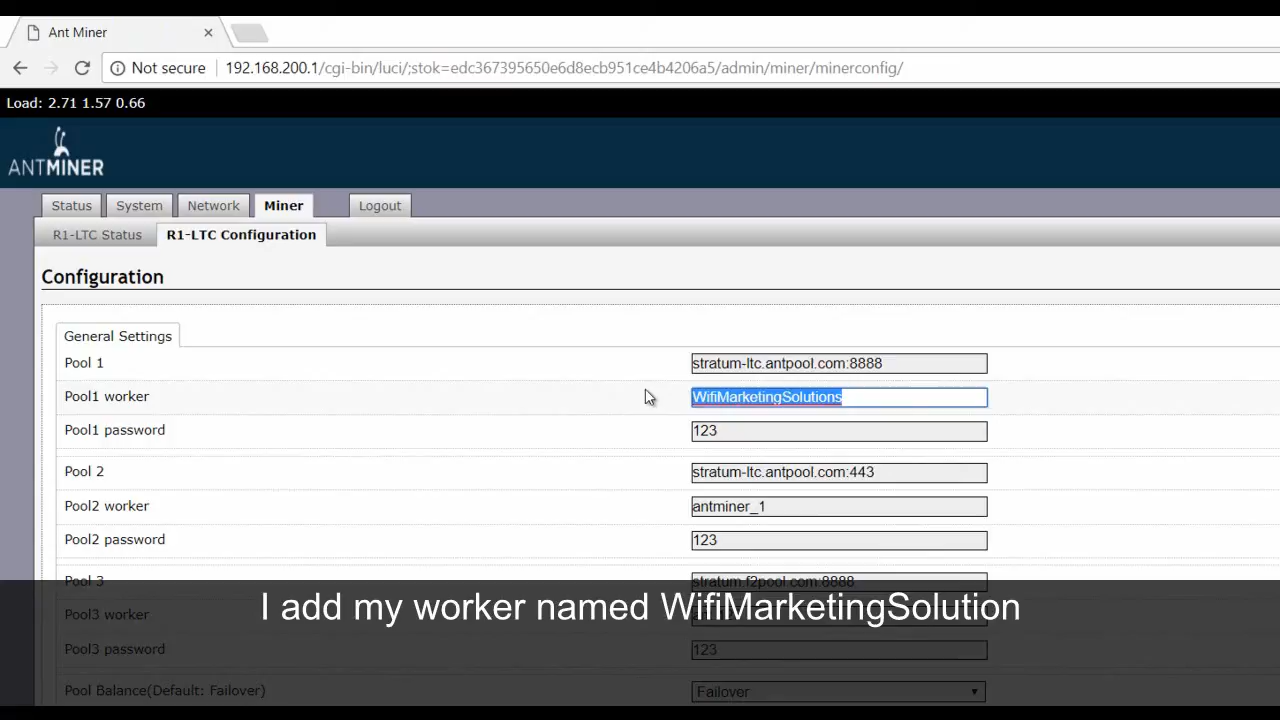 Ant Miner
Not secure 192.168.200.1/cgi-bin/luci/;stok=edc367395650e6d8ecb951ce4b4206a5/admin/miner/minerconfig/
Load: 2.71 1.57 0.66
ANTMINER
Status System Network Miner Logout
R1-LTC Status R1-LTC Configuration
Configuration
General Settings
Pool 1 stratum-ltc.antpool.com:8888
Pool1 worker WifiMarketingSolutions
Pool1 password 123
Pool 2 stratum-ltc.antpool.com:443
Pool2 worker antminer_1
Pool2 password 123
Pool 3 stratum.f2pool.com:8888
I add my worker named WifiMarketingSolution
Pool3 worker
Pool3 password 123
Pool Balance(Default: Failover) Failover